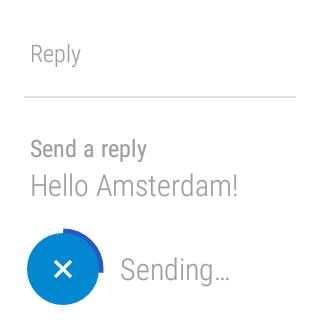 Reply
Send a reply
Hello Amsterdam!
Sending...